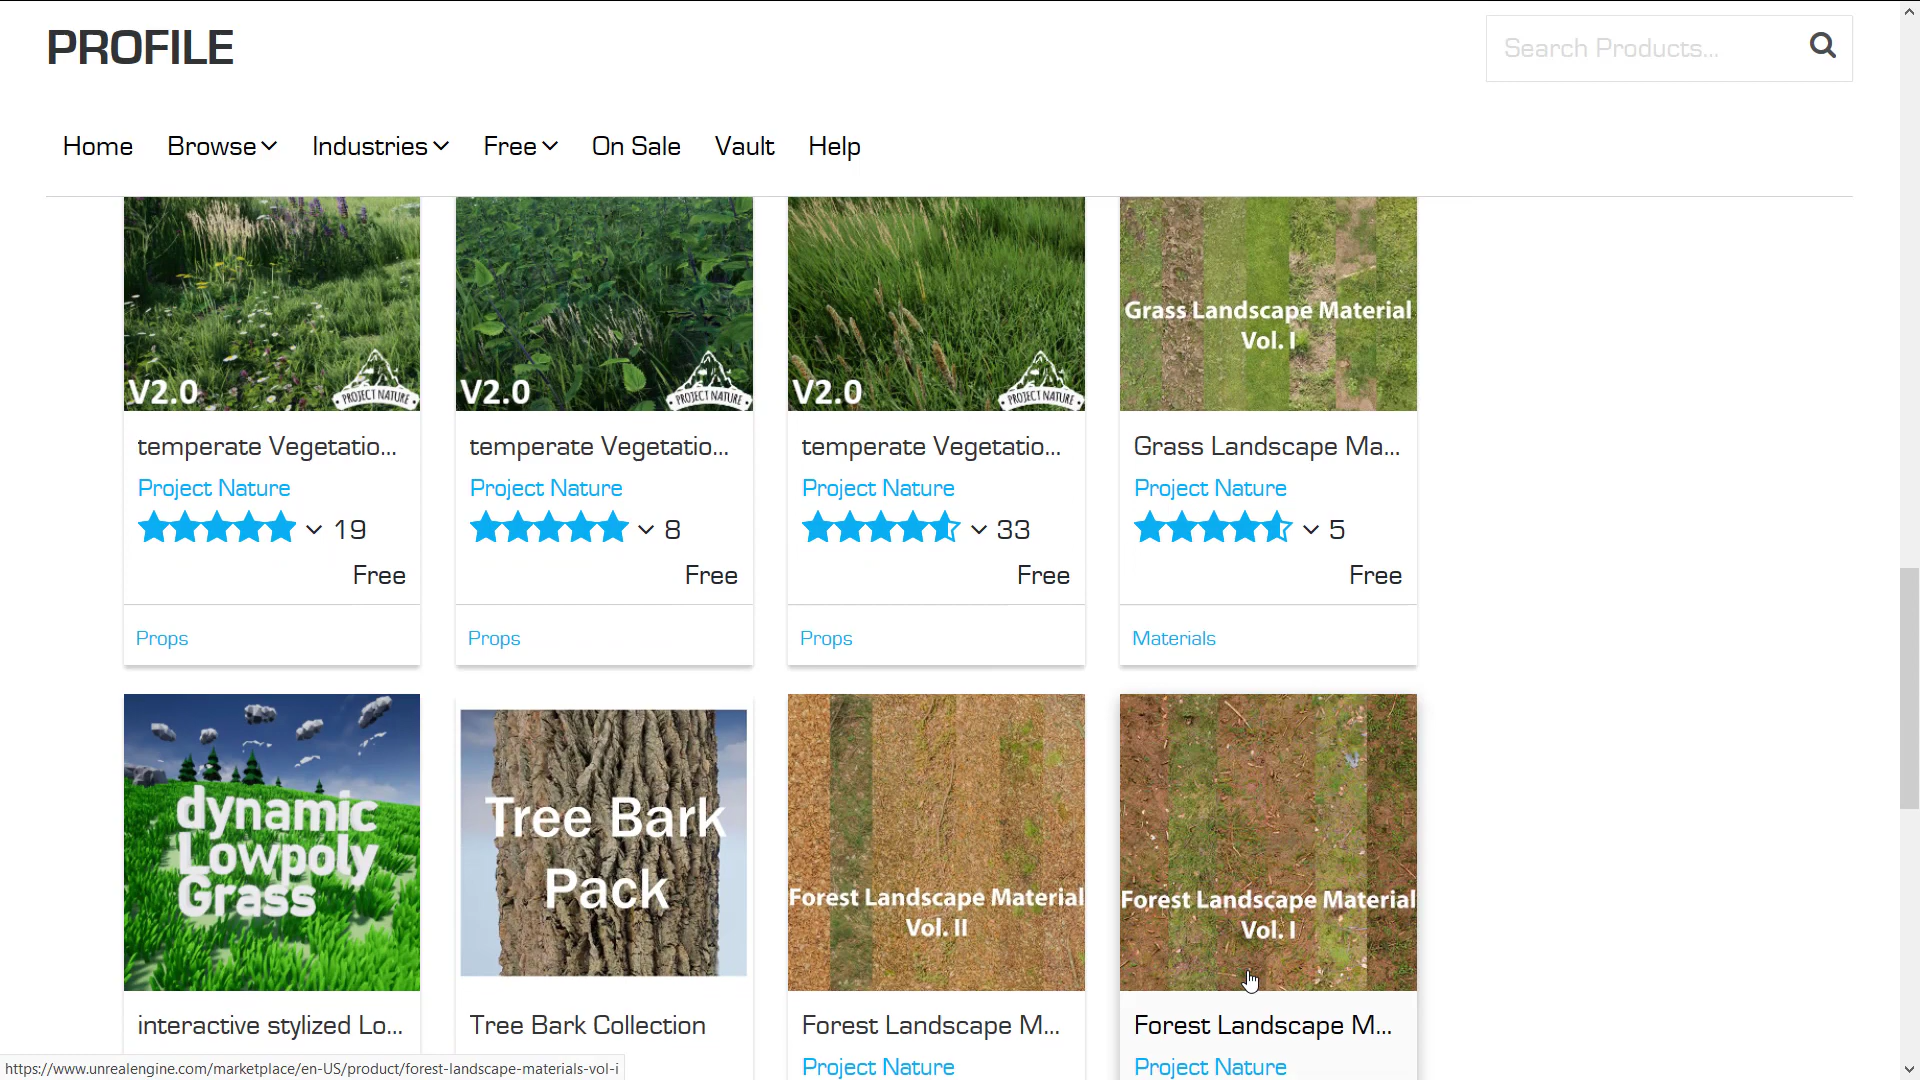 PROFILE
Search Products...
Home Browse Industries Free On Sale Vault Help
V2.0
PROJECT NATURE
V2.0
PROJECT NATURE
V2.0
PROJECT NATURE
Grass Landscape Material
Vol. I
temperate Vegetatio...
Project Nature
19
Free
Props
temperate Vegetatio...
Project Nature
8
Free
Props
temperate Vegetatio...
Project Nature
33
Free
Props
Grass Landscape Ma...
Project Nature
5
Free
Materials
dynamic
Lowpoly
Grass
interactive stylized Lo...
Tree Bark
Pack
Tree Bark Collection
Forest Landscape Material
Vol. II
Forest Landscape M...
Project Nature
Forest Landscape Material
Vol. I
Forest Landscape M...
Project Nature
https://www.unrealengine.com/marketplace/en-US/product/forest-landscape-materials-vol-i